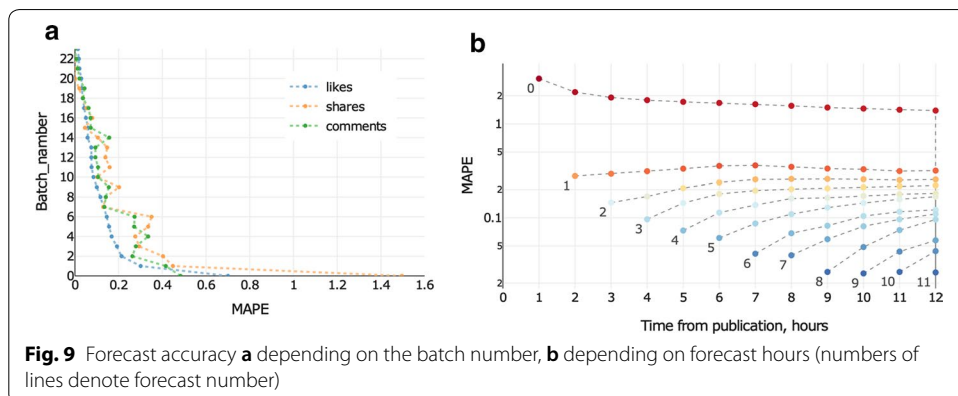 a
22
20
18
16
14
12
10
8
6
4
2
0
Batch_namber
0 0.2 0.4 0.6 0.8 1 1.2 1.4 1.6
MAPE
likes
shares
comments
b
2
1
5
2
0.1
5
2
MAPE
0
1
2
3
4
5
6
7
8
9
10
11
0 1 2 3 4 5 6 7 8 9 10 11 12
Time from publication, hours
Fig. 9 Forecast accuracy a depending on the batch number, b depending on forecast hours (numbers of
lines denote forecast number)